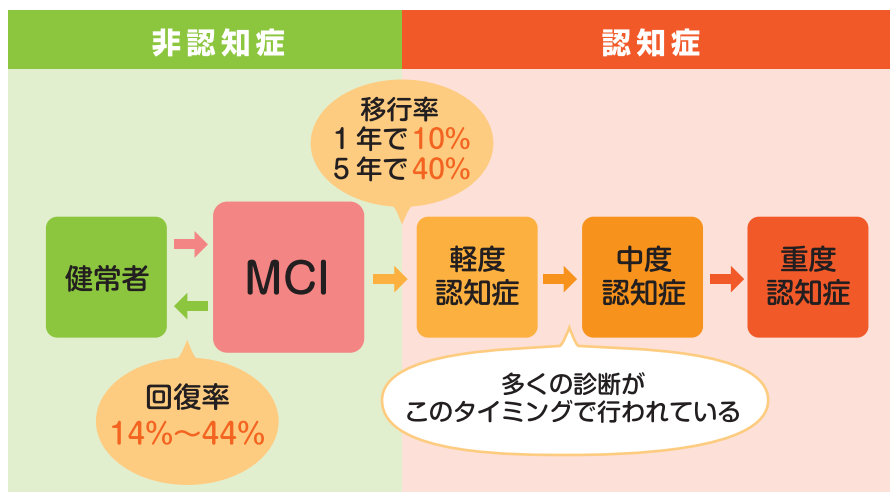 非認知症
認知症
移行率
1年で10%
5年で40%
健常者
MCI
軽度
認知症
中度
認知症
重度
認知症
回復率
14%〜44%
多くの診断が
このタイミングで行われている